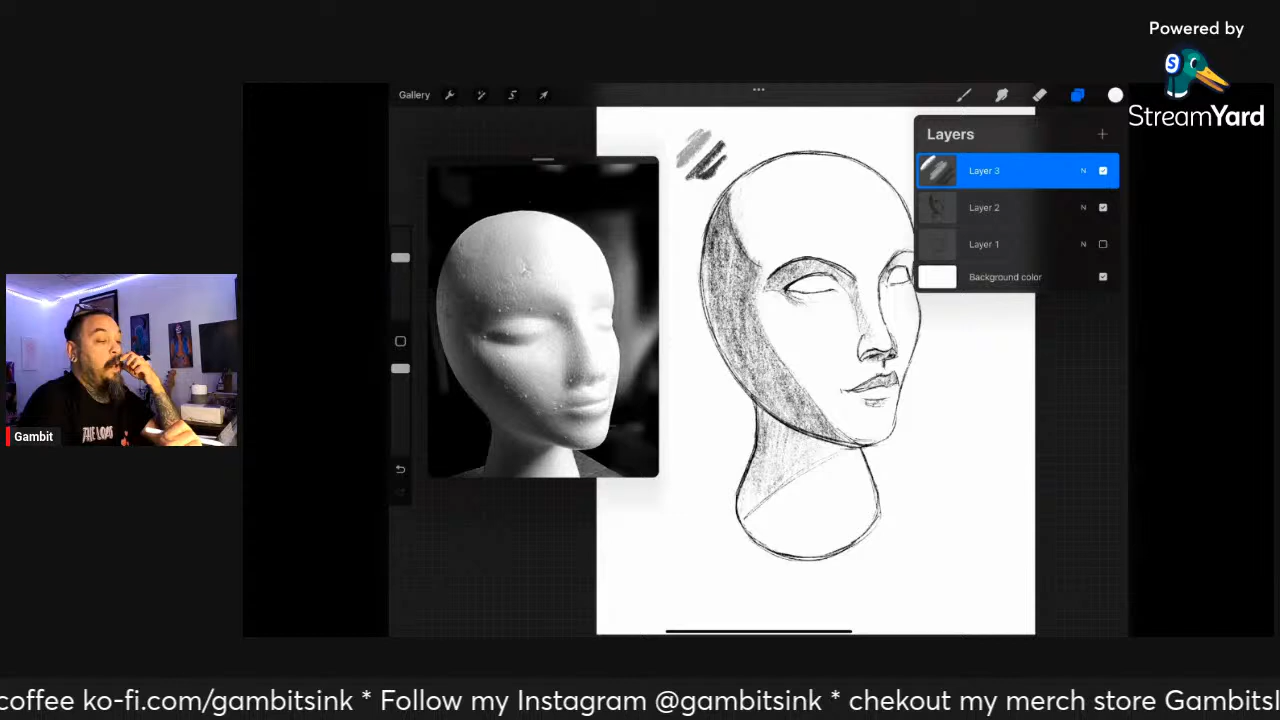 Powered by
S
StreamYard
Gallery
Layers
Layer 3 N
Layer 2 N
Layer 1 N
Background color
Gambit
coffee ko-fi.com/gambitsink * Follow my Instagram @gambitsink * chekout my merch store GambitsI